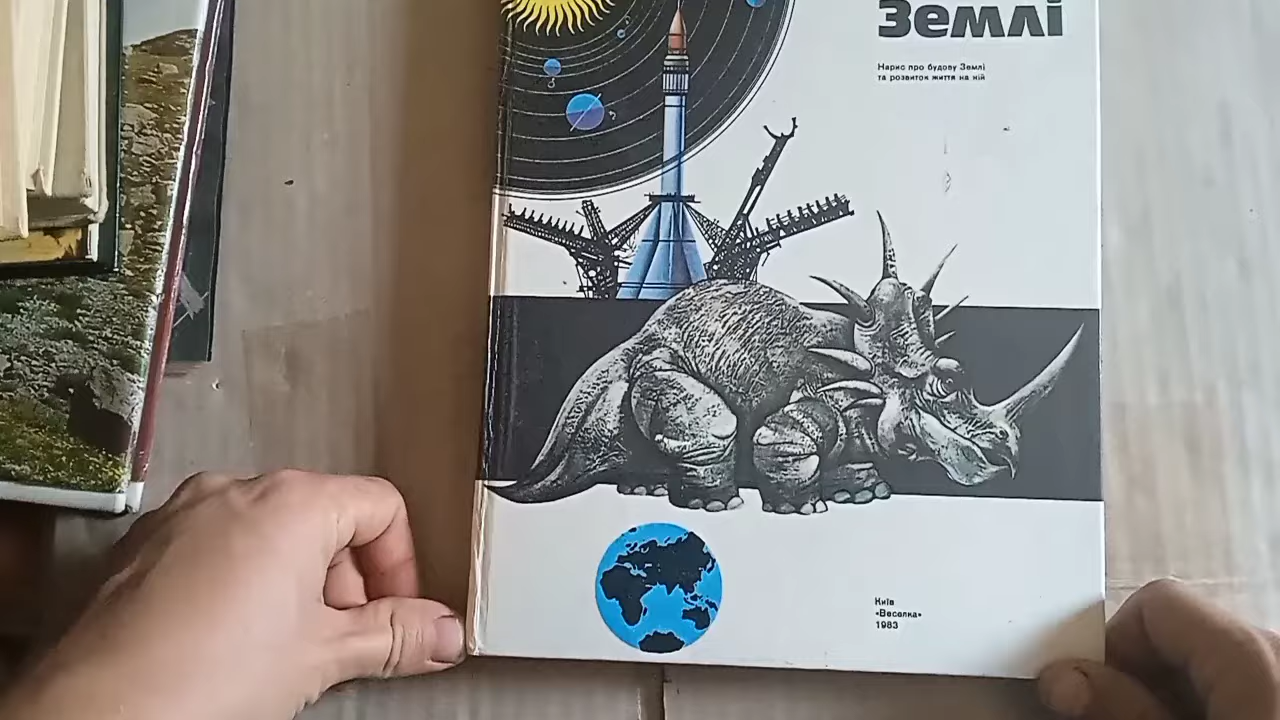 Землі
Нарис про будову Землі
та розвиток життя на ній
Київ
«Веселка»
1983